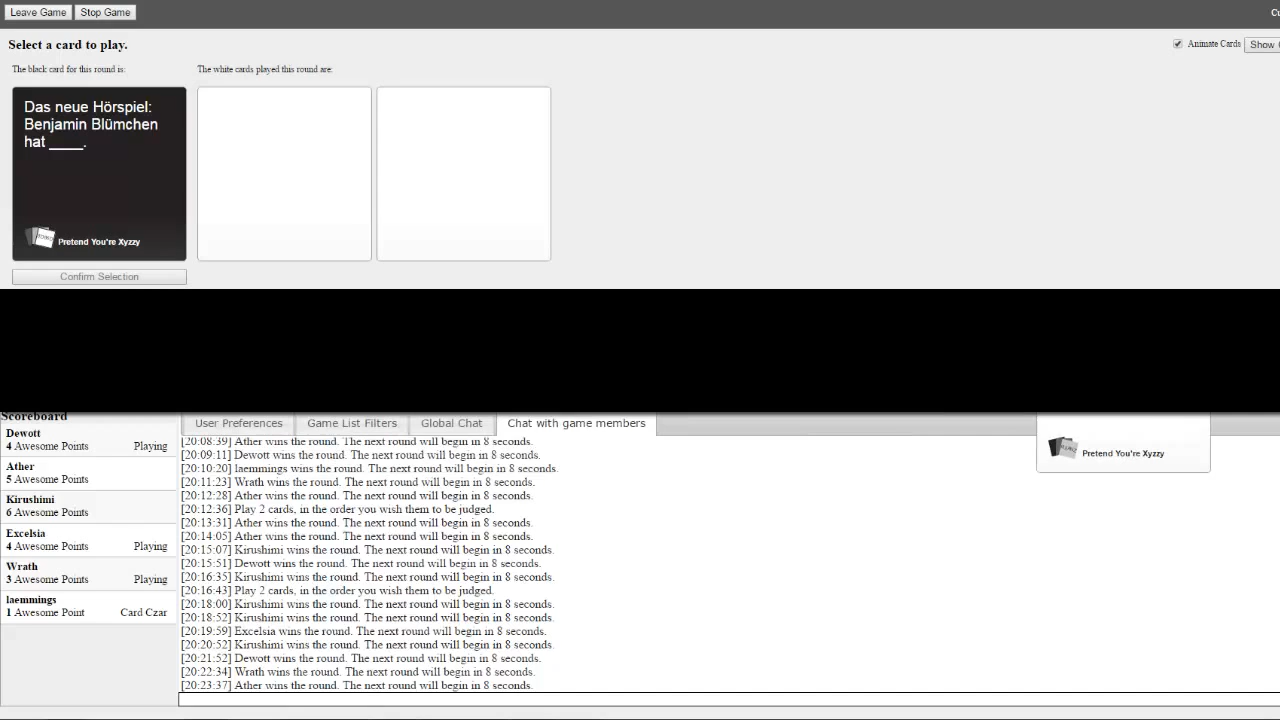 Leave Game Stop Game
Select a card to play.
Animate Cards Show
The black card for this round is:
The white cards played this round are:
Das neue Hörspiel:
Benjamin Blümchen
hat ____.
Pretend You're Xyzzy
Confirm Selection
Scoreboard
User Preferences Game List Filters Global Chat Chat with game members
Dewott
4 Awesome Points Playing
Ather
5 Awesome Points
Kirushimi
6 Awesome Points
Excelsia
4 Awesome Points Playing
Wrath
3 Awesome Points Playing
laemmings
1 Awesome Point Card Czar
[20:08:39] Ather wins the round. The next round will begin in 8 seconds.
[20:09:11] Dewott wins the round. The next round will begin in 8 seconds.
[20:10:20] laemmings wins the round. The next round will begin in 8 seconds.
[20:11:23] Wrath wins the round. The next round will begin in 8 seconds.
[20:12:28] Ather wins the round. The next round will begin in 8 seconds.
[20:12:36] Play 2 cards, in the order you wish them to be judged.
[20:13:31] Ather wins the round. The next round will begin in 8 seconds.
[20:14:05] Ather wins the round. The next round will begin in 8 seconds.
[20:15:07] Kirushimi wins the round. The next round will begin in 8 seconds.
[20:15:51] Dewott wins the round. The next round will begin in 8 seconds.
[20:16:35] Kirushimi wins the round. The next round will begin in 8 seconds.
[20:16:43] Play 2 cards, in the order you wish them to be judged.
[20:18:00] Kirushimi wins the round. The next round will begin in 8 seconds.
[20:18:52] Kirushimi wins the round. The next round will begin in 8 seconds.
[20:19:59] Excelsia wins the round. The next round will begin in 8 seconds.
[20:20:52] Kirushimi wins the round. The next round will begin in 8 seconds.
[20:21:52] Dewott wins the round. The next round will begin in 8 seconds.
[20:22:34] Wrath wins the round. The next round will begin in 8 seconds.
[20:23:37] Ather wins the round. The next round will begin in 8 seconds.
Pretend You're Xyzzy